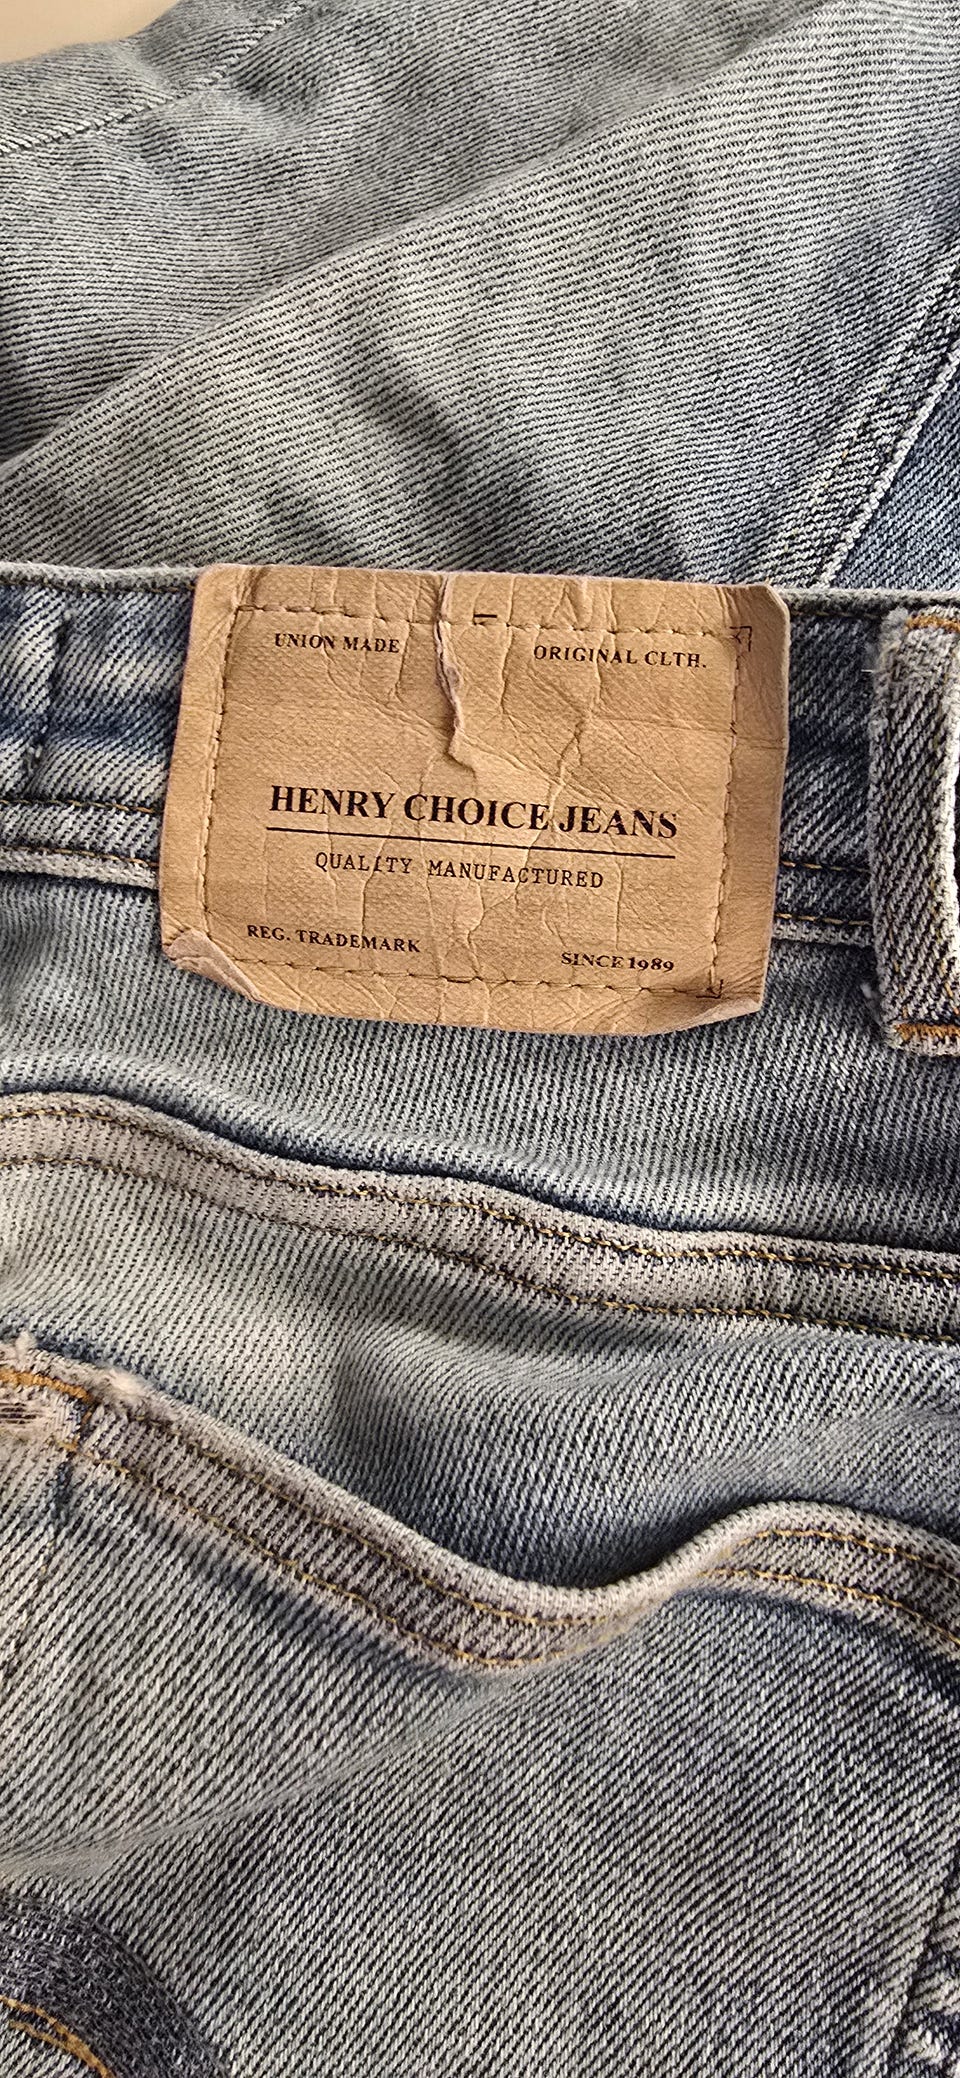 UNION MADE ORIGINAL CLTH.
HENRY CHOICE JEANS
QUALITY MANUFACTURED
REG. TRADEMARK SINCE 1989